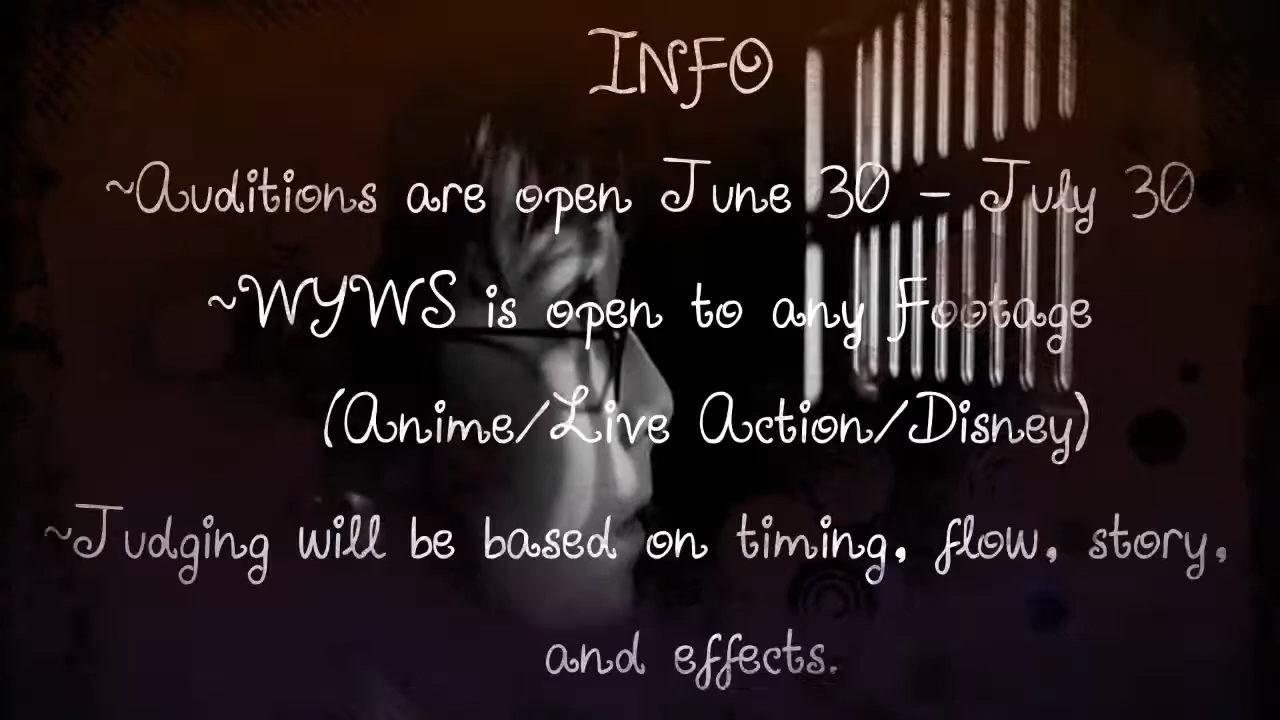 INFO
~Auditions are open June 30 - July 30
~WYWS is open to any Footage
(Anime/Live Action/Disney)
~Judging will be based on timing, flow, story,
and effects.